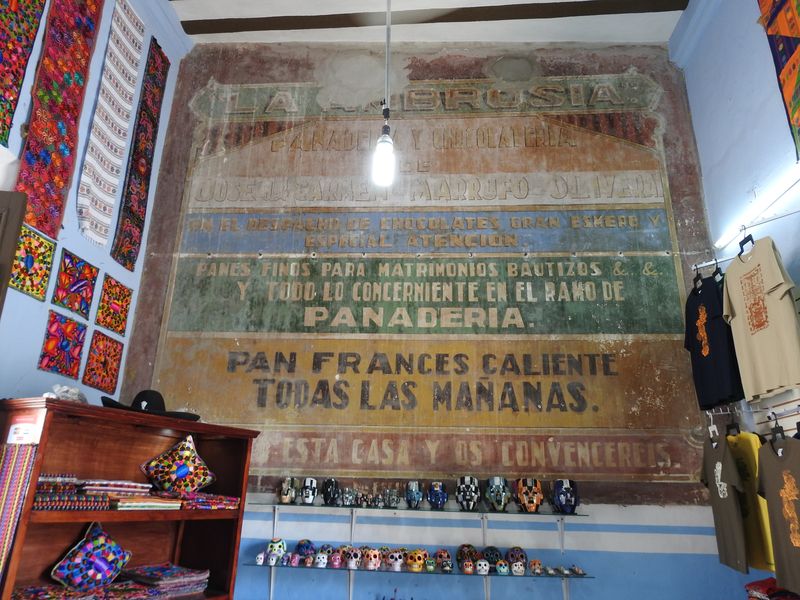 "LA AMBROSIA"
PANADERIA Y CHOCOLATERIA
DE
JOSE D. CARMEN MARRUFO OLIVERA
EN EL DESPACHO DE CHOCOLATES, GRAN ESMERO Y
ESPECIAL ATENCION
PANES FINOS PARA MATRIMONIOS BAUTIZOS &. &.
Y TODO LO CONCERNIENTE EN EL RAMO DE
PANADERIA.
PAN FRANCES CALIENTE
TODAS LAS MAÑANAS.
ESTA CASA Y OS CONVENCEREIS.